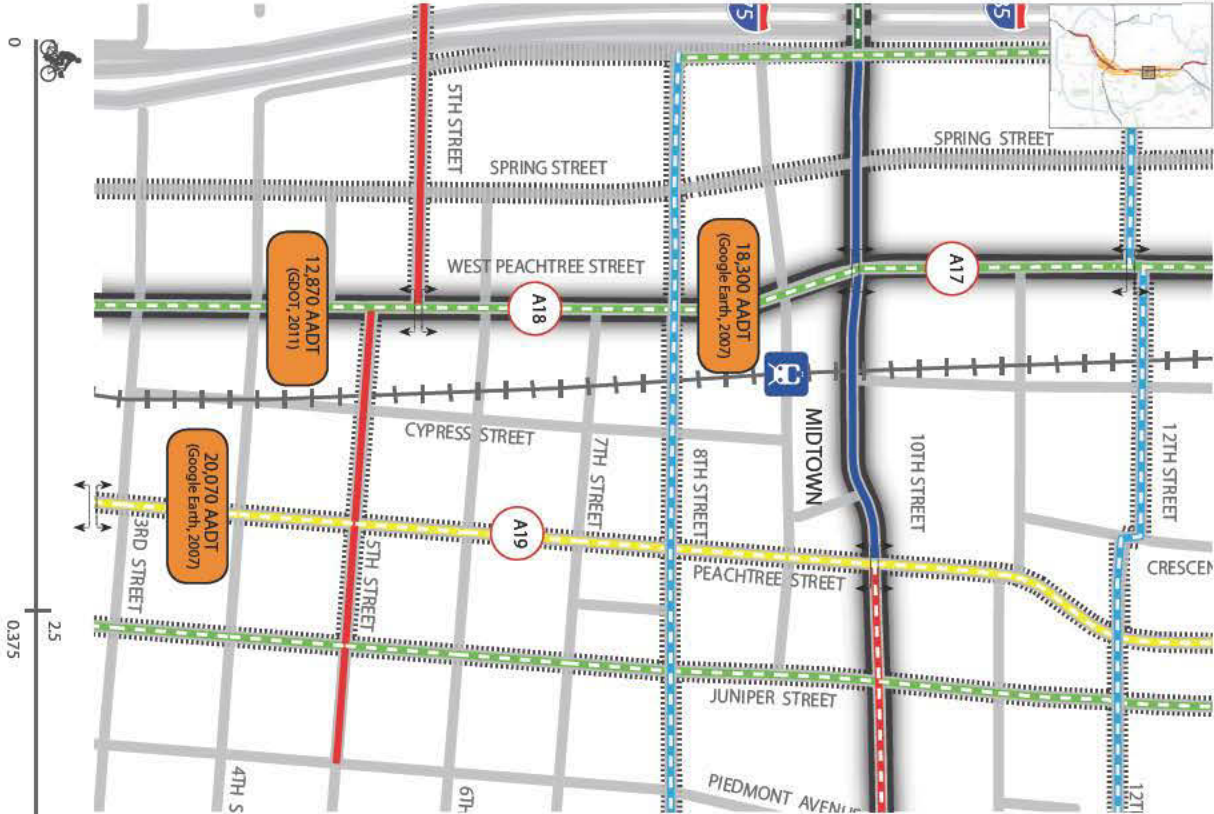 75
85
5TH STREET
SPRING STREET
SPRING STREET
WEST PEACHTREE STREET
A17
A18
18,300 AADT
(Google Earth, 2007)
12,870 AADT
(GDOT, 2011)
MIDTOWN
CYPRESS STREET
7TH STREET
8TH STREET
10TH STREET
12TH STREET
20,070 AADT
(Google Earth, 2007)
A19
3RD STREET
5TH STREET
PEACHTREE STREET
CRESCEN
JUNIPER STREET
4TH S
6TH
PIEDMONT AVENUE
12T
0
2.5
0.375